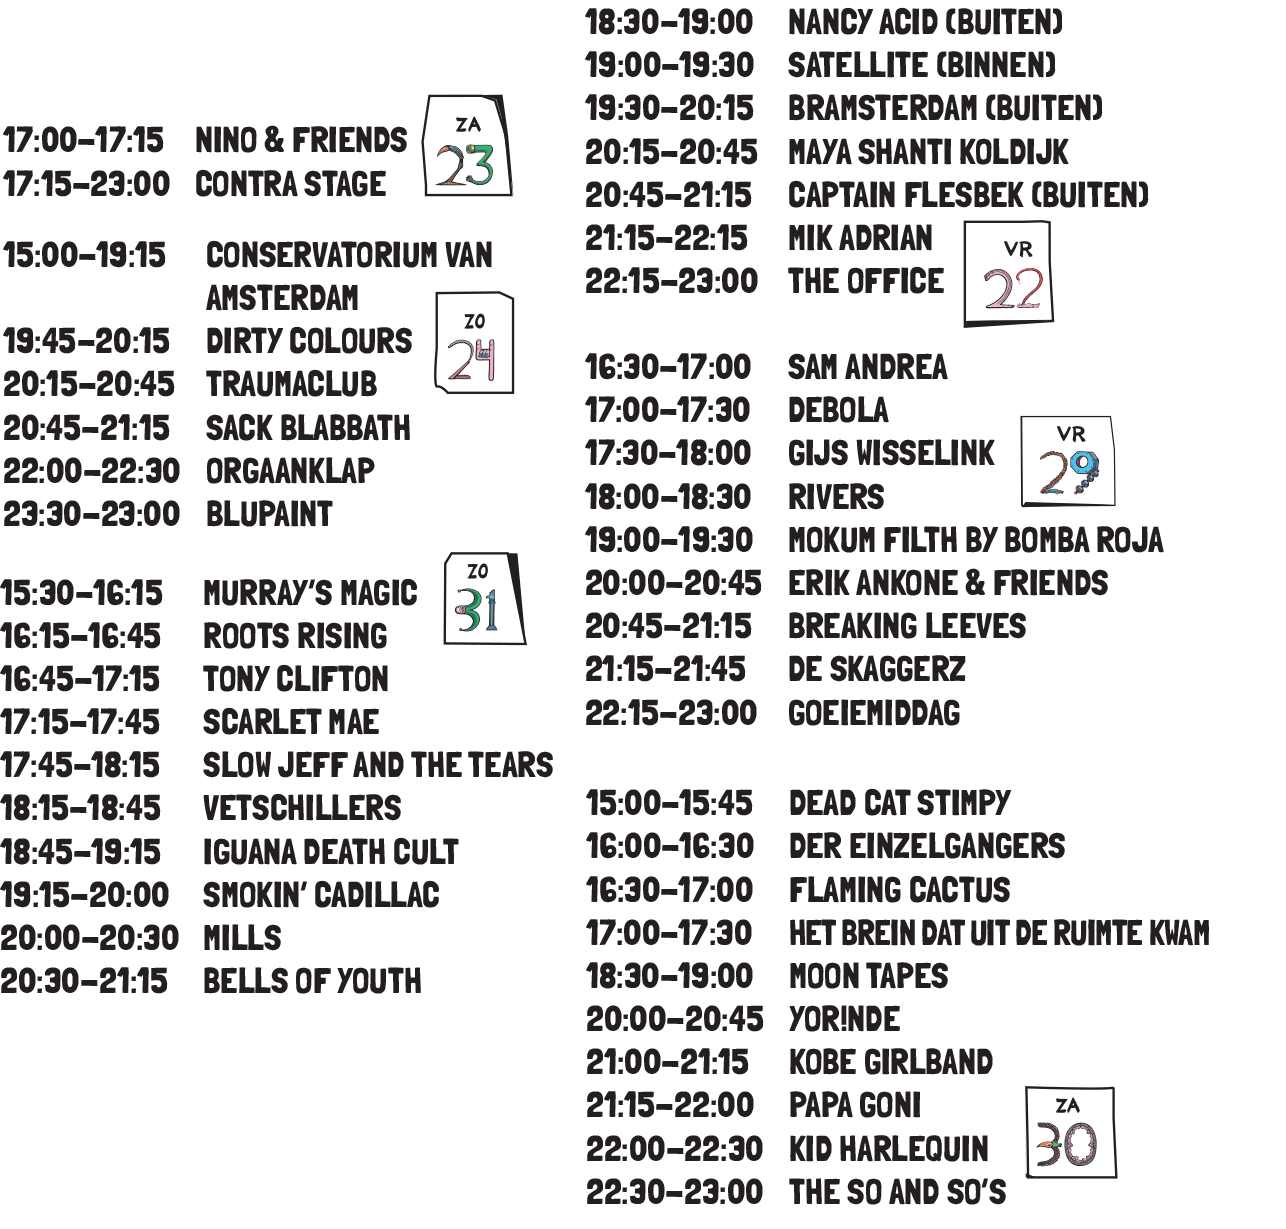 17:00–17:15 NINO & FRIENDS
17:15–23:00 CONTRA STAGE
ZA
23
15:00–19:15 CONSERVATORIUM VAN
AMSTERDAM
19:45–20:15 DIRTY COLOURS
20:15–20:45 TRAUMACLUB
20:45–21:15 SACK BLABBATH
22:00–22:30 ORGAANKLAP
23:30–23:00 BLUPAINT
ZO
24
15:30–16:15 MURRAY'S MAGIC
16:15–16:45 ROOTS RISING
16:45–17:15 TONY CLIFTON
17:15–17:45 SCARLET MAE
17:45–18:15 SLOW JEFF AND THE TEARS
18:15–18:45 VETSCHILLERS
18:45–19:15 IGUANA DEATH CULT
19:15–20:00 SMOKIN' CADILLAC
20:00–20:30 MILLS
20:30–21:15 BELLS OF YOUTH
ZO
31
18:30–19:00 NANCY ACID (BUITEN)
19:00–19:30 SATELLITE (BINNEN)
19:30–20:15 BRAMSTERDAM (BUITEN)
20:15–20:45 MAYA SHANTI KOLDIJK
20:45–21:15 CAPTAIN FLESBEK (BUITEN)
21:15–22:15 MIK ADRIAN
22:15–23:00 THE OFFICE
VR
22
16:30–17:00 SAM ANDREA
17:00–17:30 DEBOLA
17:30–18:00 GIJS WISSELINK
18:00–18:30 RIVERS
19:00–19:30 MOKUM FILTH BY BOMBA ROJA
20:00–20:45 ERIK ANKONE & FRIENDS
20:45–21:15 BREAKING LEEVES
21:15–21:45 DE SKAGGERZ
22:15–23:00 GOEIEMIDDAG
VR
29
15:00–15:45 DEAD CAT STIMPY
16:00–16:30 DER EINZELGANGERS
16:30–17:00 FLAMING CACTUS
17:00–17:30 HET BREIN DAT UIT DE RUIMTE KWAM
18:30–19:00 MOON TAPES
20:00–20:45 YOR!NDE
21:00–21:15 KOBE GIRLBAND
21:15–22:00 PAPA GONI
22:00–22:30 KID HARLEQUIN
22:30–23:00 THE SO AND SO'S
ZA
30